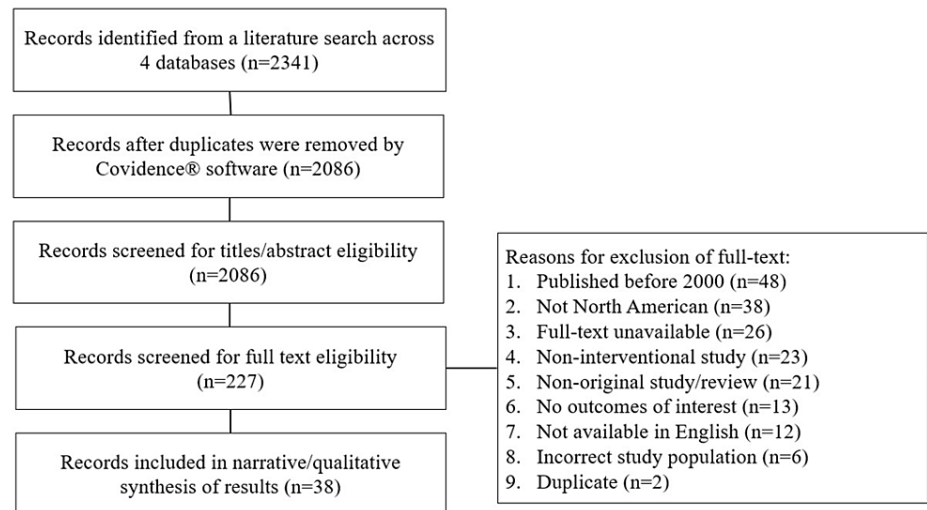 Records identified from a literature search across
4 databases (n=2341)
Records after duplicates were removed by
Covidence® software (n=2086)
Records screened for titles/abstract eligibility
(n=2086)
Records screened for full text eligibility
(n=227)
Reasons for exclusion of full-text:
1. Published before 2000 (n=48)
2. Not North American (n=38)
3. Full-text unavailable (n=26)
4. Non-interventional study (n=23)
5. Non-original study/review (n=21)
6. No outcomes of interest (n=13)
7. Not available in English (n=12)
8. Incorrect study population (n=6)
9. Duplicate (n=2)
Records included in narrative/qualitative
synthesis of results (n=38)